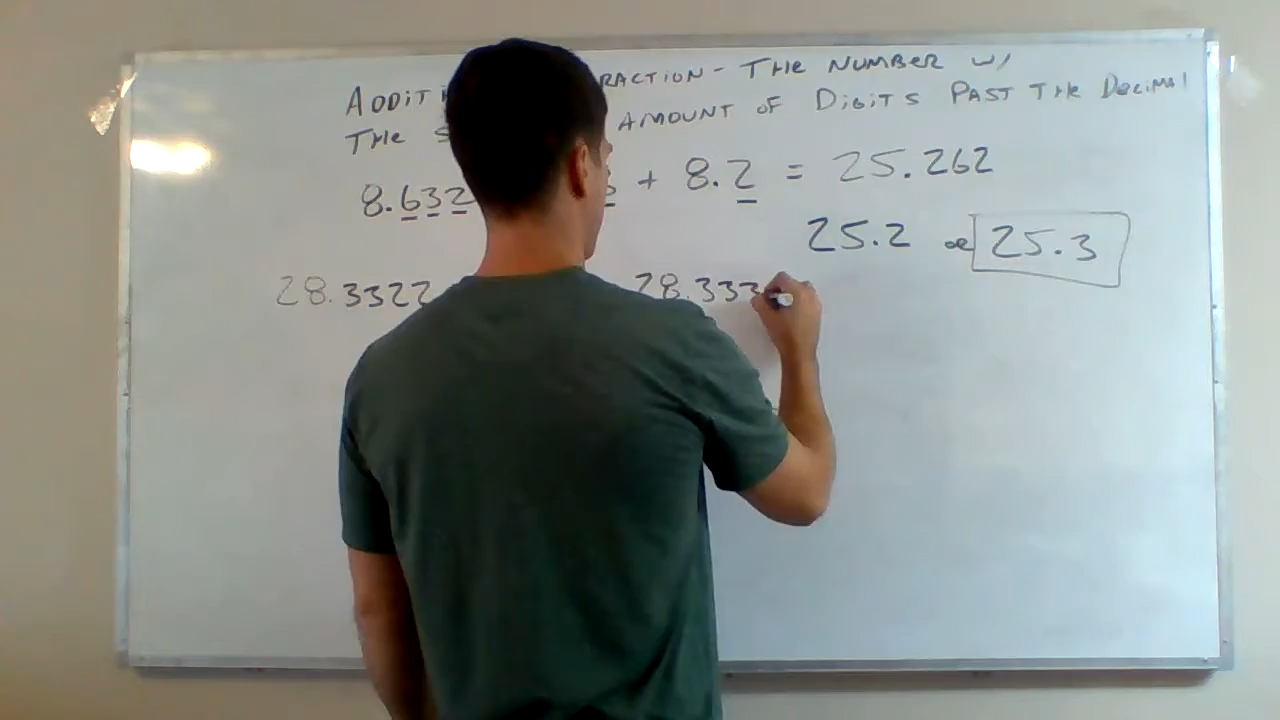 ADDIT RACTION - THE NUMBER W/
THE S AMOUNT OF DIGITS PAST THE DECIMAL
8.632 + 8.2 = 25.262
25.2 or 25.3
28.3322 28.333